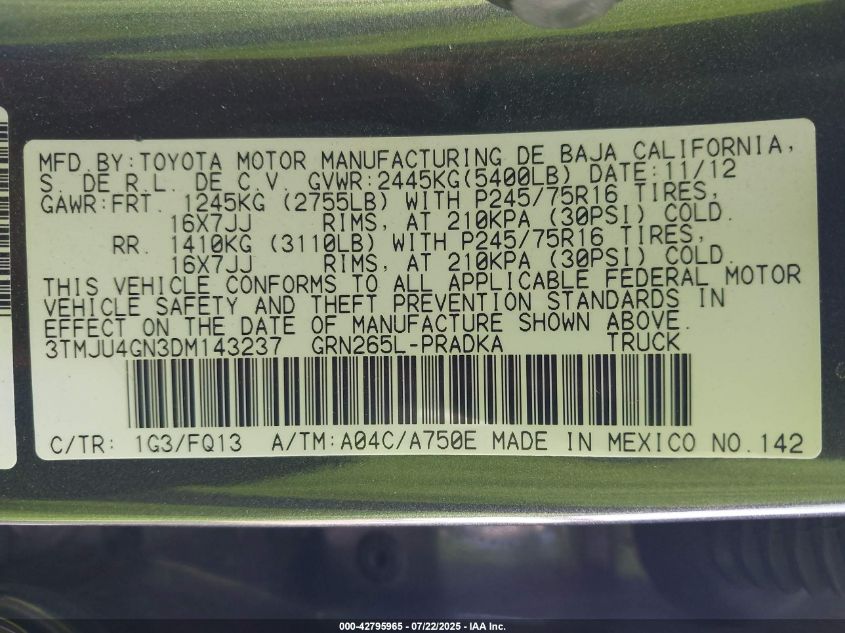 MFD. BY: TOYOTA MOTOR MANUFACTURING DE BAJA CALIFORNIA,
S. DE R.L. DE C.V. GVWR:2445KG(5400LB) DATE:11/12
GAWR:FRT. 1245KG (2755LB) WITH P245/75R16 TIRES,
16X7JJ RIMS, AT 210KPA (30PSI) COLD.
RR. 1410KG (3110LB) WITH P245/75R16 TIRES,
16X7JJ RIMS, AT 210KPA (30PSI) COLD.
THIS VEHICLE CONFORMS TO ALL APPLICABLE FEDERAL MOTOR
VEHICLE SAFETY AND THEFT PREVENTION STANDARDS IN
EFFECT ON THE DATE OF MANUFACTURE SHOWN ABOVE.
3TMJU4GN3DM143237 GRN265L-PRADKA TRUCK
C/TR: 1G3/FQ13 A/TM:A04C/A750E MADE IN MEXICO NO.142
000-42795965 - 07/22/2025 - IAA Inc.